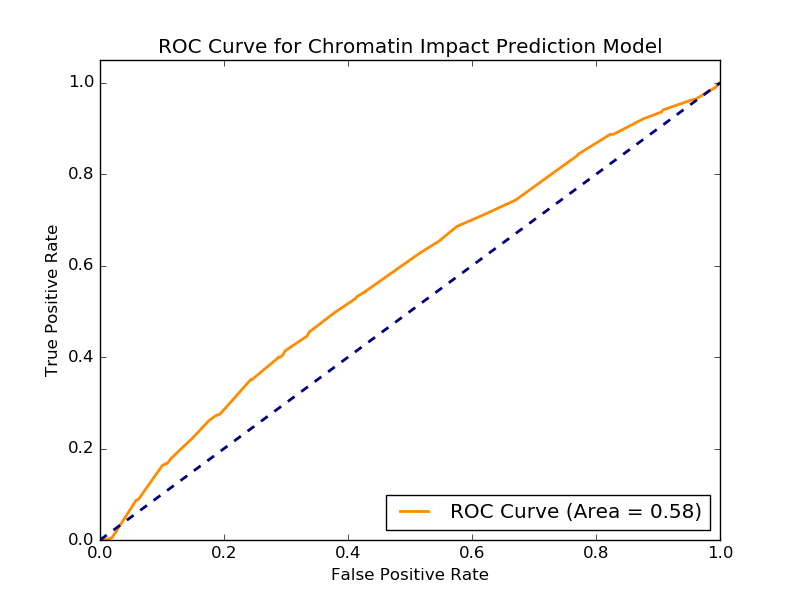 ROC Curve for Chromatin Impact Prediction Model
1.0
0.8
0.6
0.4
0.2
0.0
True Positive Rate
ROC Curve (Area = 0.58)
0.0 0.2 0.4 0.6 0.8 1.0
False Positive Rate